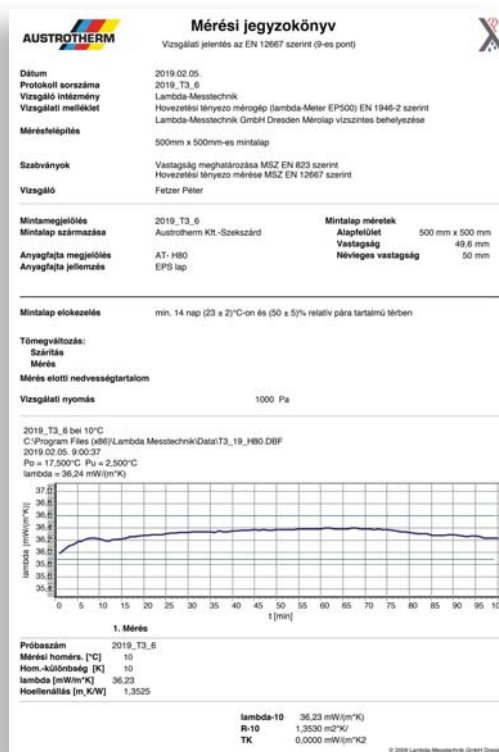 AUSTROTHERM
Mérési jegyzokönyv
Vizsgálati jelentés az EN 12667 szerint (9-es pont)
Dátum 2019.02.05.
Protokoll sorszáma 2019_T3_6
Vizsgáló intézmény Lambda-Messtechnik
Vizsgálati melléklet Hovezetési tényezo mérogép (lambda-Meter EP500) EN 1946-2 szerint
Lambda-Messtechnik GmbH Dresden Mérolap vízszintes behelyezése
Mérésfelépítés
500mm x 500mm-es mintalap
Szabványok Vastagság meghatározása MSZ EN 823 szerint
Hovezetési tényezo mérése MSZ EN 12667 szerint
Vizsgáló Fetzer Péter
Mintamegjelölés 2019_T3_6 Mintalap méretek
Mintalap származása Austrotherm Kft.-Szekszárd Alapfelület 500 mm x 500 mm
Vastagság 49,6 mm
Anyagfajta megjelölés AT- H80 Névleges vastagság 50 mm
Anyagfajta jellemzés EPS lap
Mintalap elokezelés min. 14 nap (23 ± 2)°C-on és (50 ± 5)% relatív pára tartalmú térben
Tömegváltozás:
Szárítás
Mérés
Mérés elotti nedvességtartalom
Vizsgálati nyomás 1000 Pa
2019_T3_6 bei 10°C
C:\Program Files (x86)\Lambda Messtechnik\Data\T3_19_H80.DBF
2019.02.05. 9:00:37
Po = 17,500°C Pu = 2,500°C
lambda = 36,24 mW/(m*K)
lambda [mW/(m*K)]
37,0
36,8
36,6
36,4
36,2
36,0
35,8
35,6
35,4
0 5 10 15 20 25 30 35 40 45 50 55 60 65 70 75 80 85 90 95 100
t [min]
1. Mérés
Próbaszám 2019_T3_6
Mérési homérs. [°C] 10
Hom.-különbség [K] 10
lambda [mW/m*K] 36,23
Hoellenállás [m˛K/W] 1,3525
lambda-10 36,23 mW/(m*K)
R-10 1,3530 m2*K/
TK 0,0000 mW/(m*K2
© 2009 Lambda-Messtechnik GmbH Dresd